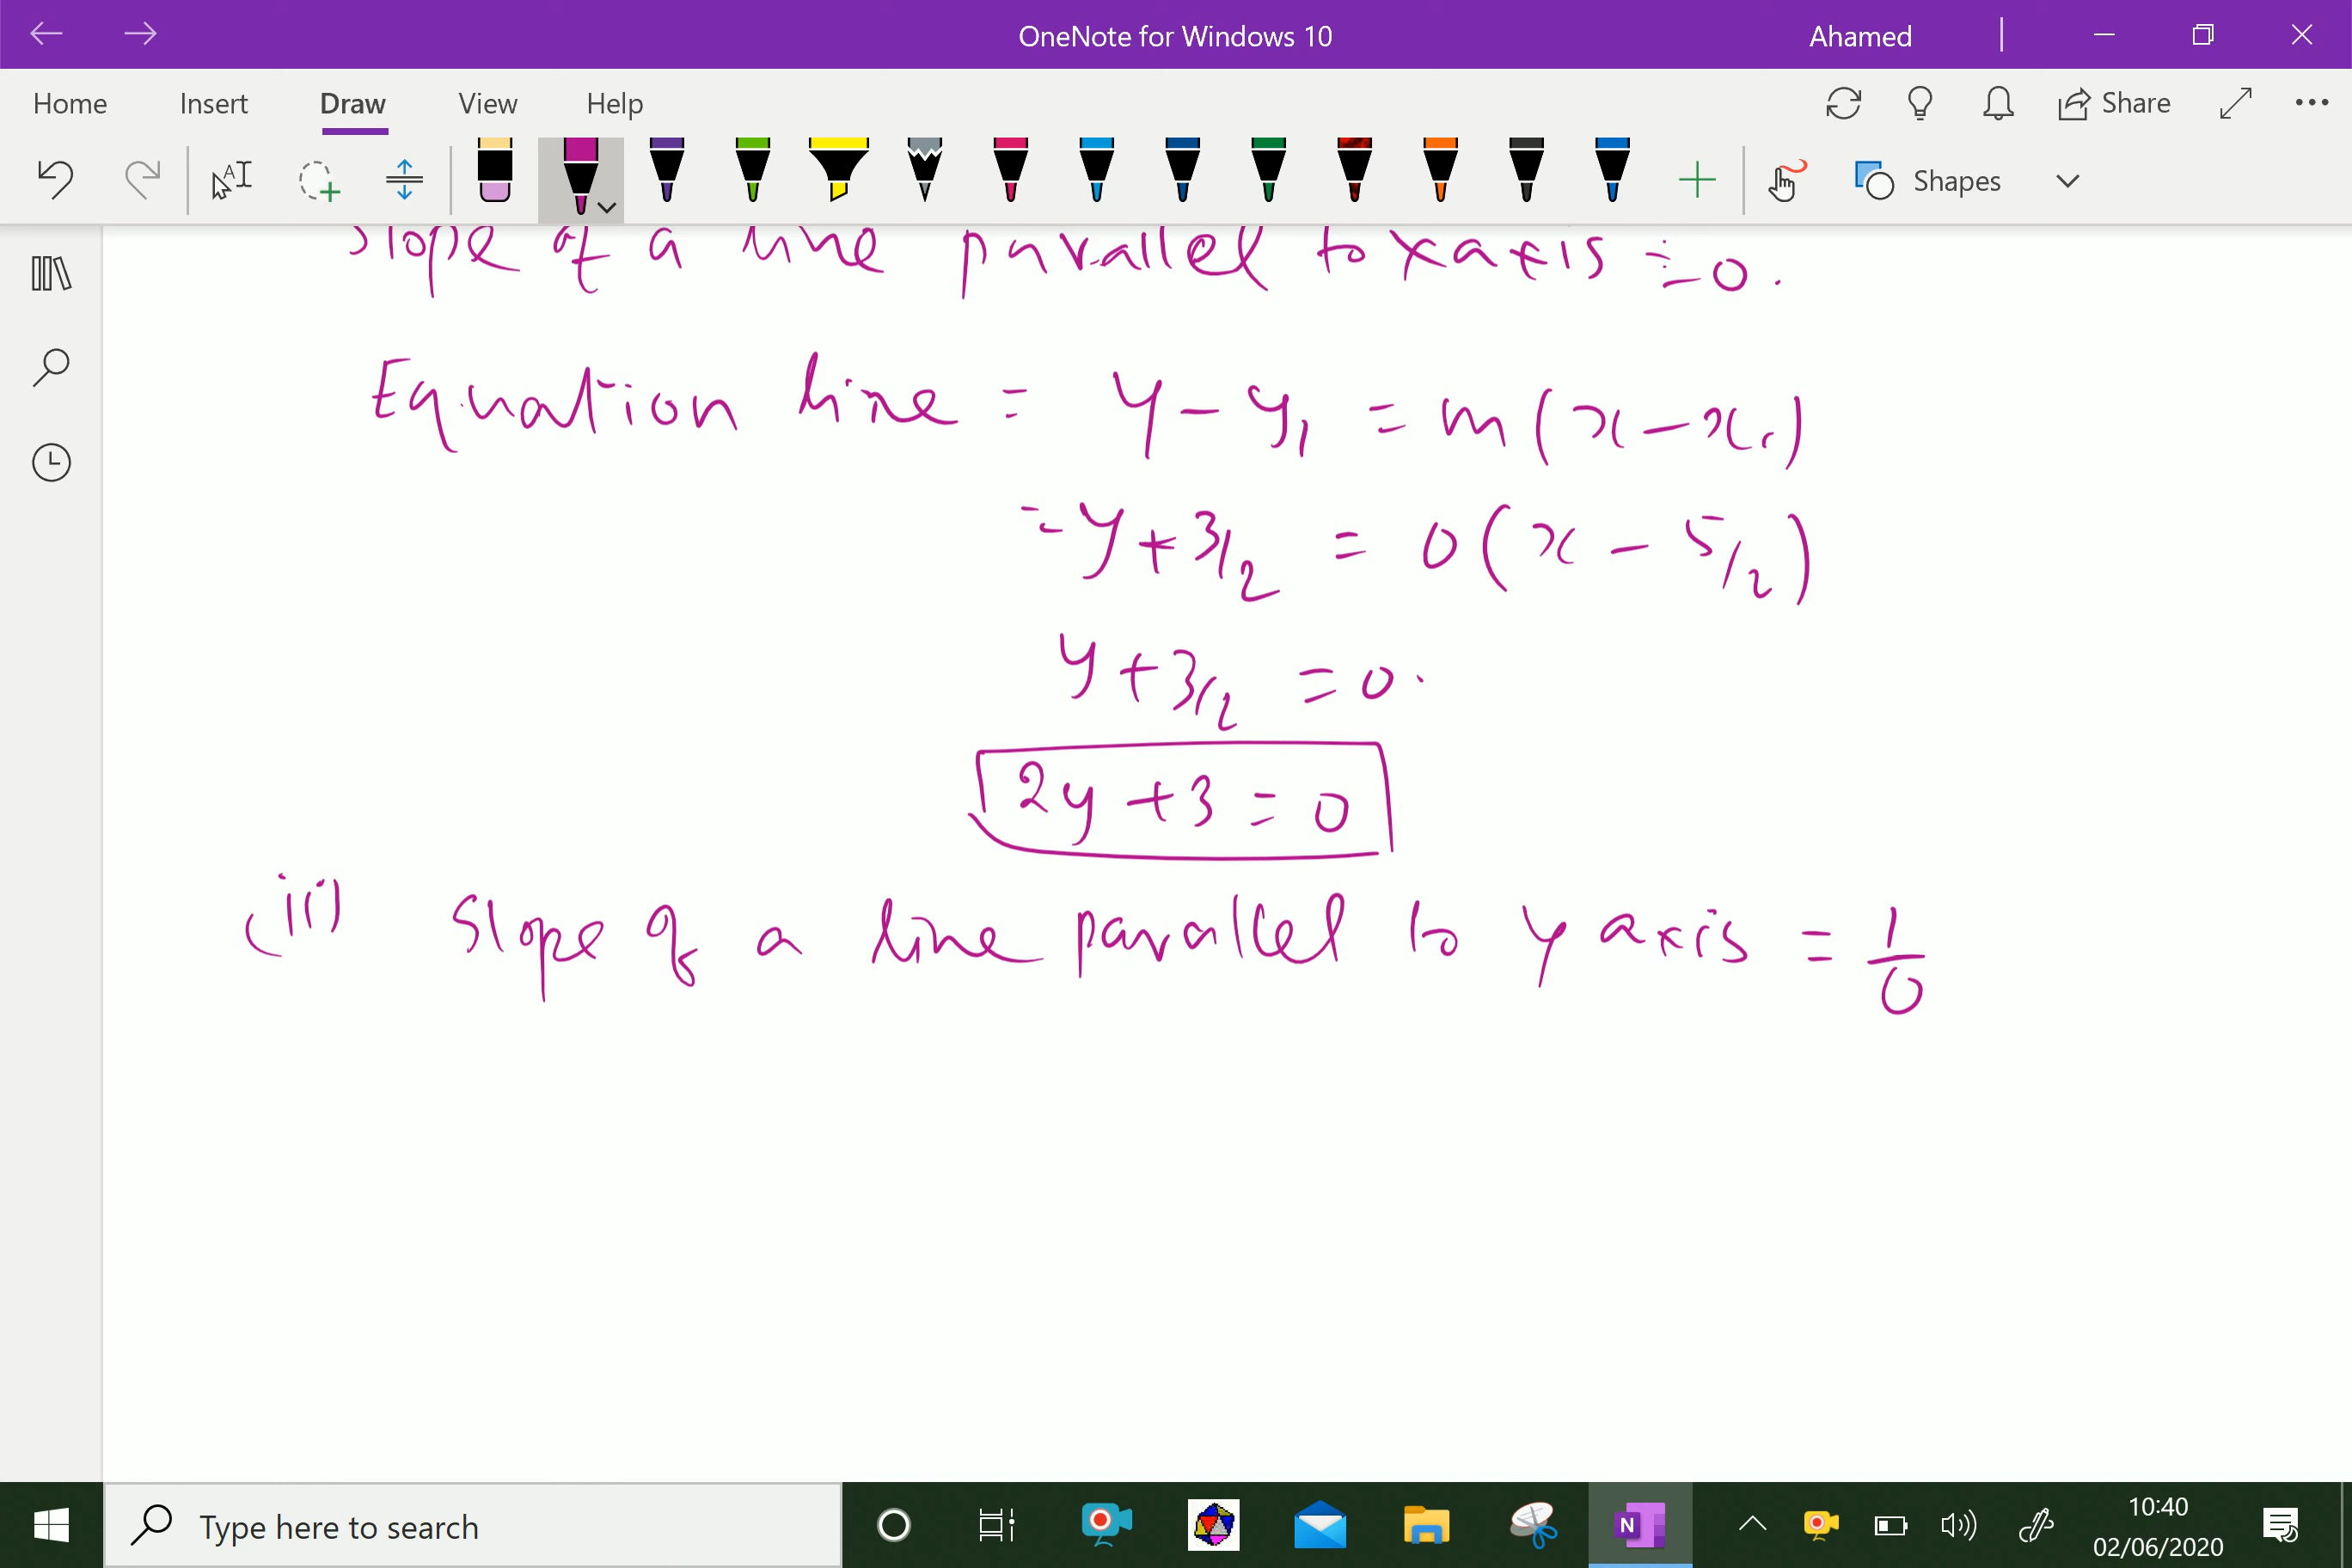 OneNote for Windows 10
Ahamed
Home Insert Draw View Help
Share
Shapes
Slope of a line parallel to x axis = 0.
Equation line = y - y₁ = m(x - x₁)
= y + 3/2 = 0(x - 5/2)
y + 3/2 = 0.
2y + 3 = 0
(ii) Slope of a line parallel to y axis = 1/0
Type here to search
N
10:40
02/06/2020